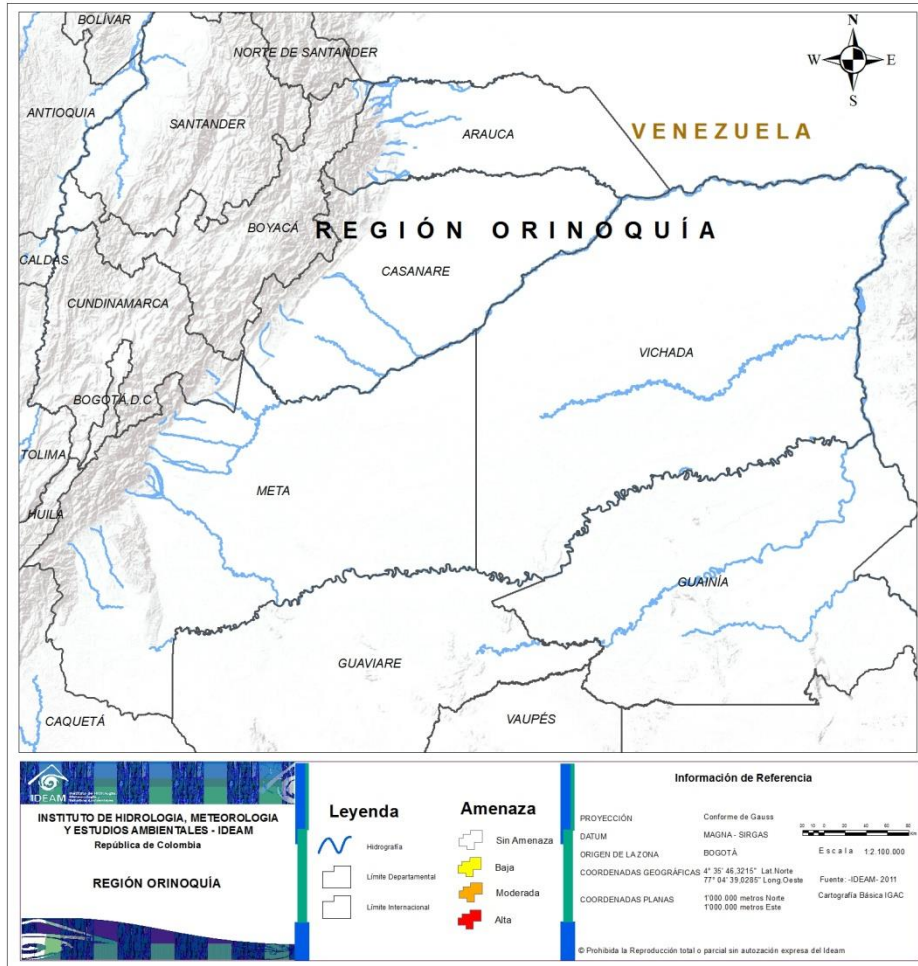 BOLÍVAR
NORTE DE SANTANDER
N
W E
S
ANTIOQUIA
SANTANDER
ARAUCA
VENEZUELA
BOYACÁ
REGIÓN ORINOQUÍA
CALDAS
CASANARE
CUNDINAMARCA
VICHADA
BOGOTÁ D.C
TOLIMA
META
HUILA
GUAINÍA
GUAVIARE
CAQUETÁ
VAUPÉS
IDEAM
INSTITUTO DE HIDROLOGIA, METEOROLOGIA
Y ESTUDIOS AMBIENTALES - IDEAM
República de Colombia
REGIÓN ORINOQUÍA
Leyenda
Hidrografía
Límite Departamental
Límite Internacional
Amenaza
Sin Amenaza
Baja
Moderada
Alta
Información de Referencia
PROYECCIÓN Conforme de Gauss
DATUM MAGNA - SIRGAS
ORIGEN DE LA ZONA BOGOTÁ
COORDENADAS GEOGRÁFICAS 4° 35' 46,3215" Lat.Norte
77° 04' 39,0285" Long.Oeste
COORDENADAS PLANAS 1'000.000 metros Norte
1'000.000 metros Este
Escala 1:2.100.000
Fuente: -IDEAM- 2011
Cartografía Básica IGAC
© Prohibida la Reproducción total o parcial sin autozación expresa del Ideam